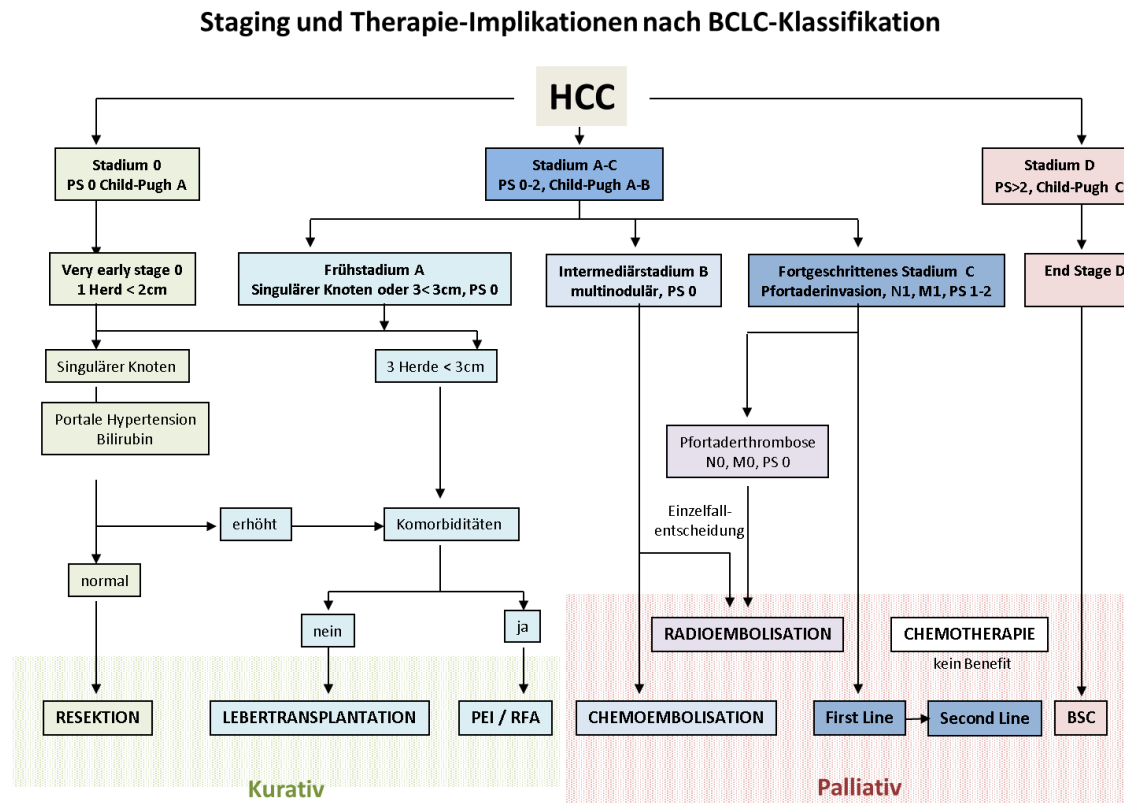 Staging und Therapie-Implikationen nach BCLC-Klassifikation
HCC
Stadium 0
PS 0 Child-Pugh A
Stadium A-C
PS 0-2, Child-Pugh A-B
Stadium D
PS>2, Child-Pugh C
Very early stage 0
1 Herd < 2cm
Frühstadium A
Singulärer Knoten oder 3< 3cm, PS 0
Intermediärstadium B
multinodulär, PS 0
Fortgeschrittenes Stadium C
Pfortaderinvasion, N1, M1, PS 1-2
End Stage D
Singulärer Knoten
3 Herde < 3cm
Portale Hypertension
Bilirubin
Pfortaderthrombose
N0, M0, PS 0
Einzelfall-
entscheidung
erhöht
Komorbiditäten
normal
nein
ja
RADIOEMBOLISATION
CHEMOTHERAPIE
kein Benefit
RESEKTION
LEBERTRANSPLANTATION
PEI / RFA
CHEMOEMBOLISATION
First Line
Second Line
BSC
Kurativ
Palliativ